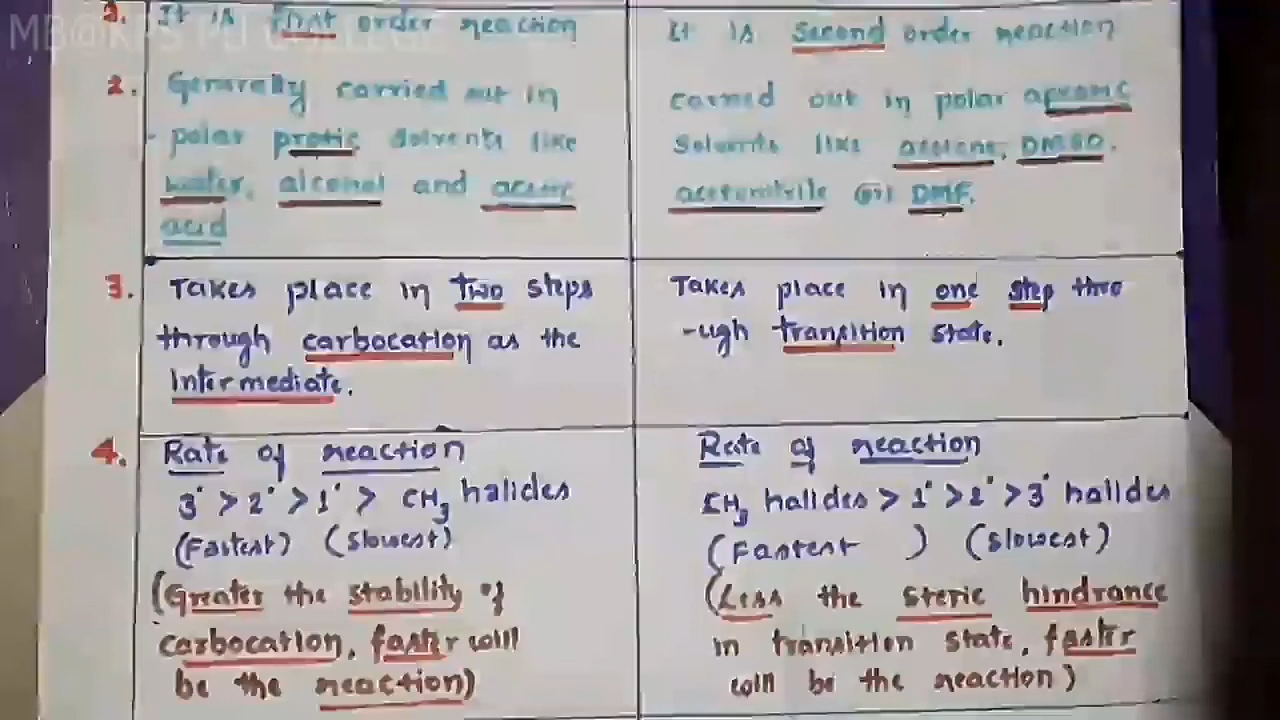 MB@KPS PU COLLEGE
1. It is First order reaction
It is Second order reaction
2. Generally carried out in
polar protic solvents like
water, alcohol and acetic
acid
carried out in polar aprotic
solvents like acetone, DMSO,
acetonitrile (or) DMF.
3. Takes place in two steps
through carbocation as the
intermediate.
Takes place in one step thro
-ugh transition state.
4. Rate of reaction
3° > 2° > 1° > CH3 halides
(Fastest) (Slowest)
(Greater the stability of
carbocation, faster will
be the reaction)
Rate of reaction
CH3 halides > 1° > 2° > 3° halides
(Fastest ) (Slowest)
(Less the steric hindrance
in transition state, faster
will be the reaction)